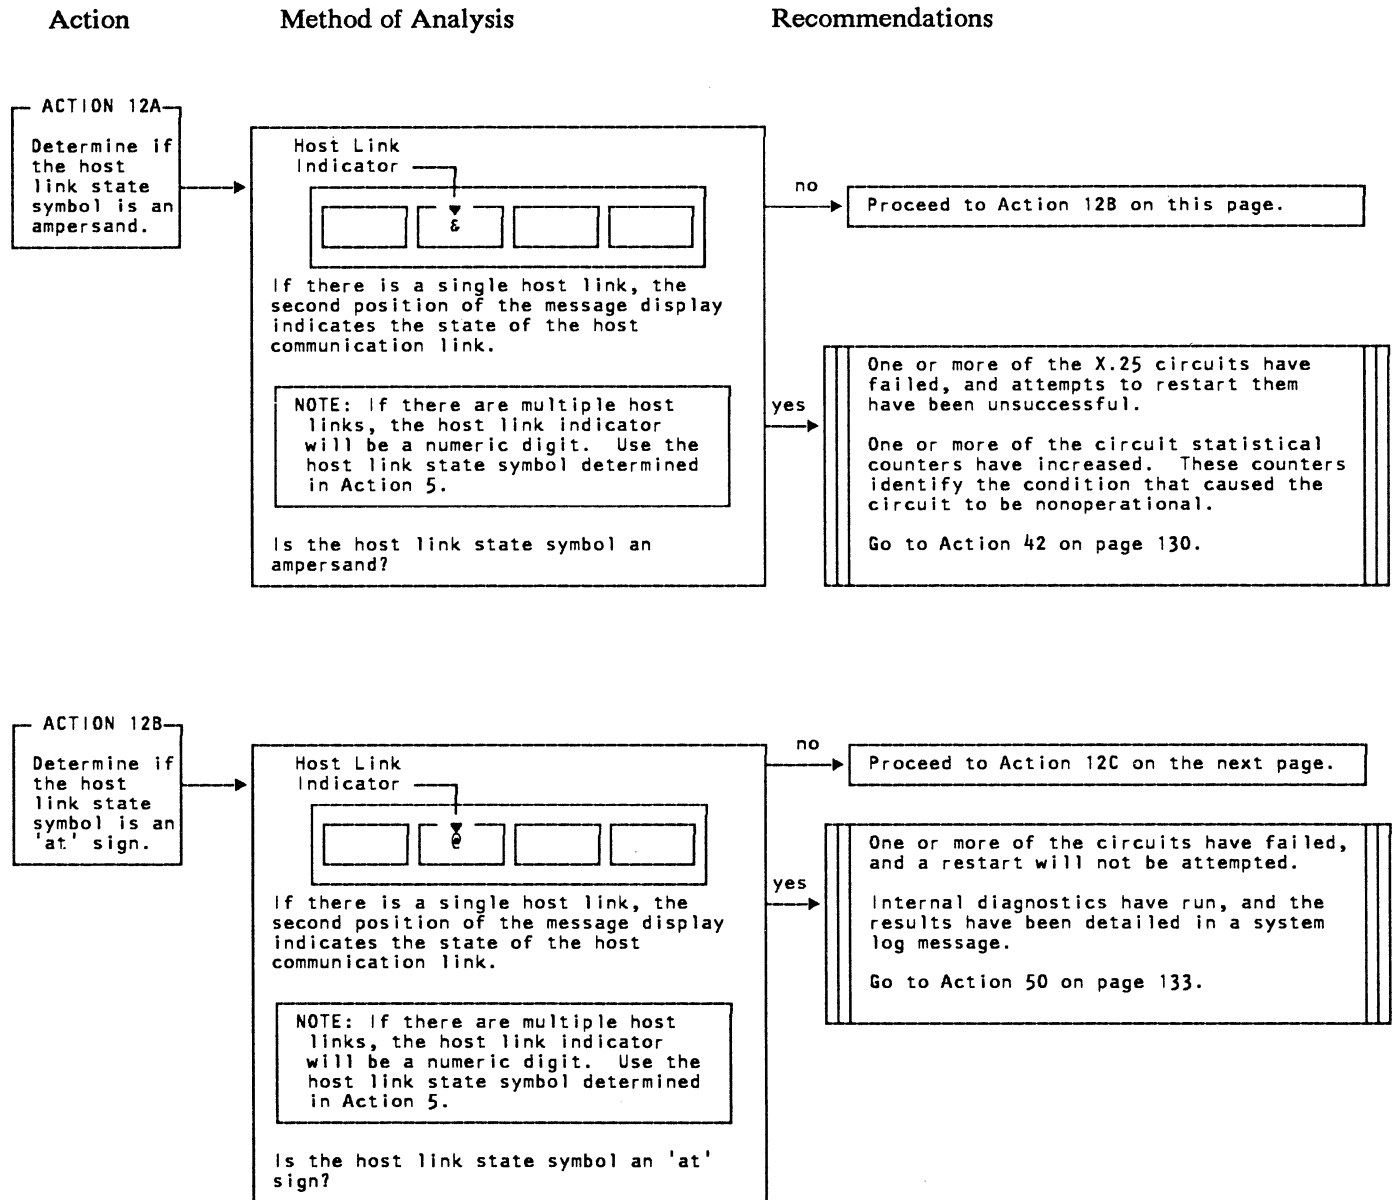 Action Method of Analysis Recommendations
ACTION 12A
Determine if
the host
link state
symbol is an
ampersand.
Host Link
Indicator
&
If there is a single host link, the
second position of the message display
indicates the state of the host
communication link.
NOTE: If there are multiple host
links, the host link indicator
will be a numeric digit. Use the
host link state symbol determined
in Action 5.
Is the host link state symbol an
ampersand?
no
Proceed to Action 12B on this page.
yes
One or more of the X.25 circuits have
failed, and attempts to restart them
have been unsuccessful.
One or more of the circuit statistical
counters have increased. These counters
identify the condition that caused the
circuit to be nonoperational.
Go to Action 42 on page 130.
ACTION 12B
Determine if
the host
link state
symbol is an
'at' sign.
Host Link
Indicator
@
If there is a single host link, the
second position of the message display
indicates the state of the host
communication link.
NOTE: If there are multiple host
links, the host link indicator
will be a numeric digit. Use the
host link state symbol determined
in Action 5.
Is the host link state symbol an 'at'
sign?
no
Proceed to Action 12C on the next page.
yes
One or more of the circuits have failed,
and a restart will not be attempted.
Internal diagnostics have run, and the
results have been detailed in a system
log message.
Go to Action 50 on page 133.